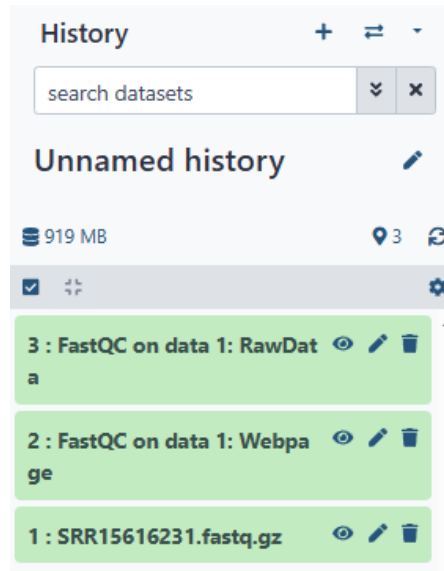 History
search datasets
Unnamed history
919 MB
3
3 : FastQC on data 1: RawDat
a
2 : FastQC on data 1: Webpa
ge
1 : SRR15616231.fastq.gz